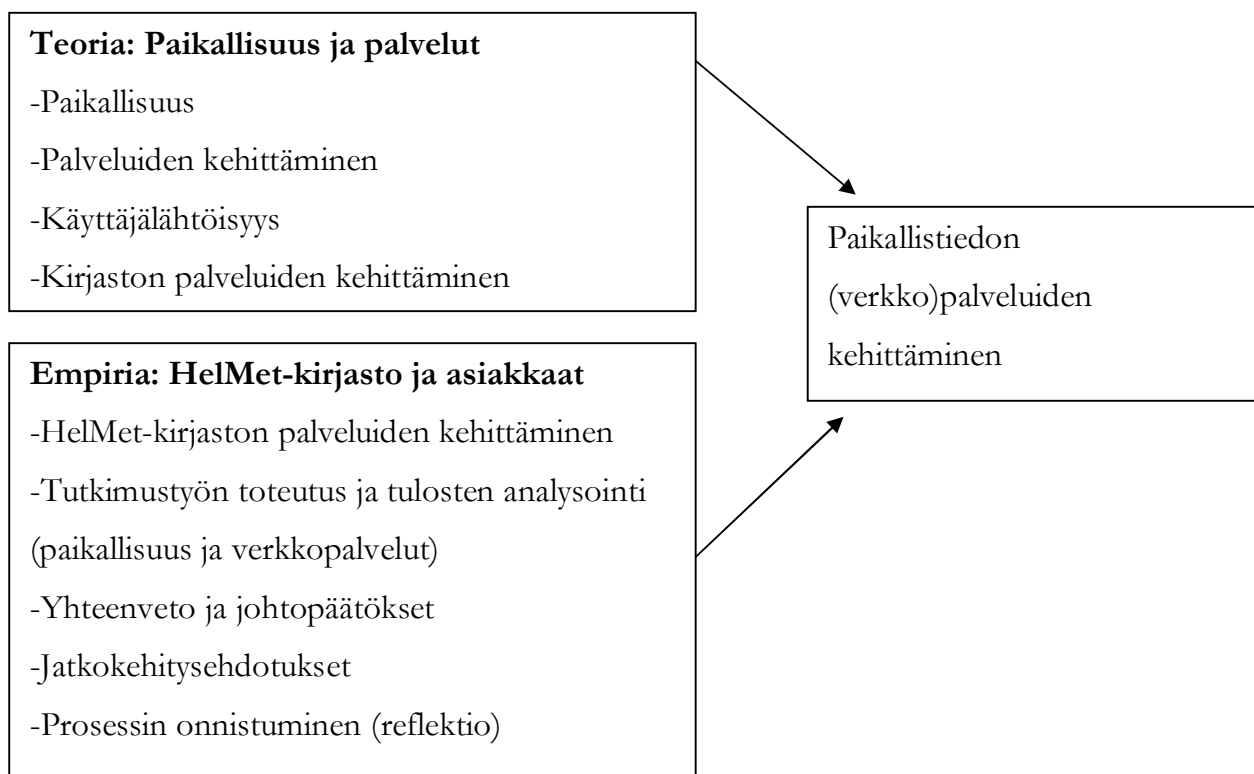 Teoria: Paikallisuus ja palvelut
-Paikallisuus
-Palveluiden kehittäminen
-Käyttäjälähtöisyys
-Kirjaston palveluiden kehittäminen
Paikallistiedon
(verkko)palveluiden
kehittäminen
Empiria: HelMet-kirjasto ja asiakkaat
-HelMet-kirjaston palveluiden kehittäminen
-Tutkimustyön toteutus ja tulosten analysointi
(paikallisuus ja verkkopalvelut)
-Yhteenveto ja johtopäätökset
-Jatkokehitysehdotukset
-Prosessin onnistuminen (reflektio)